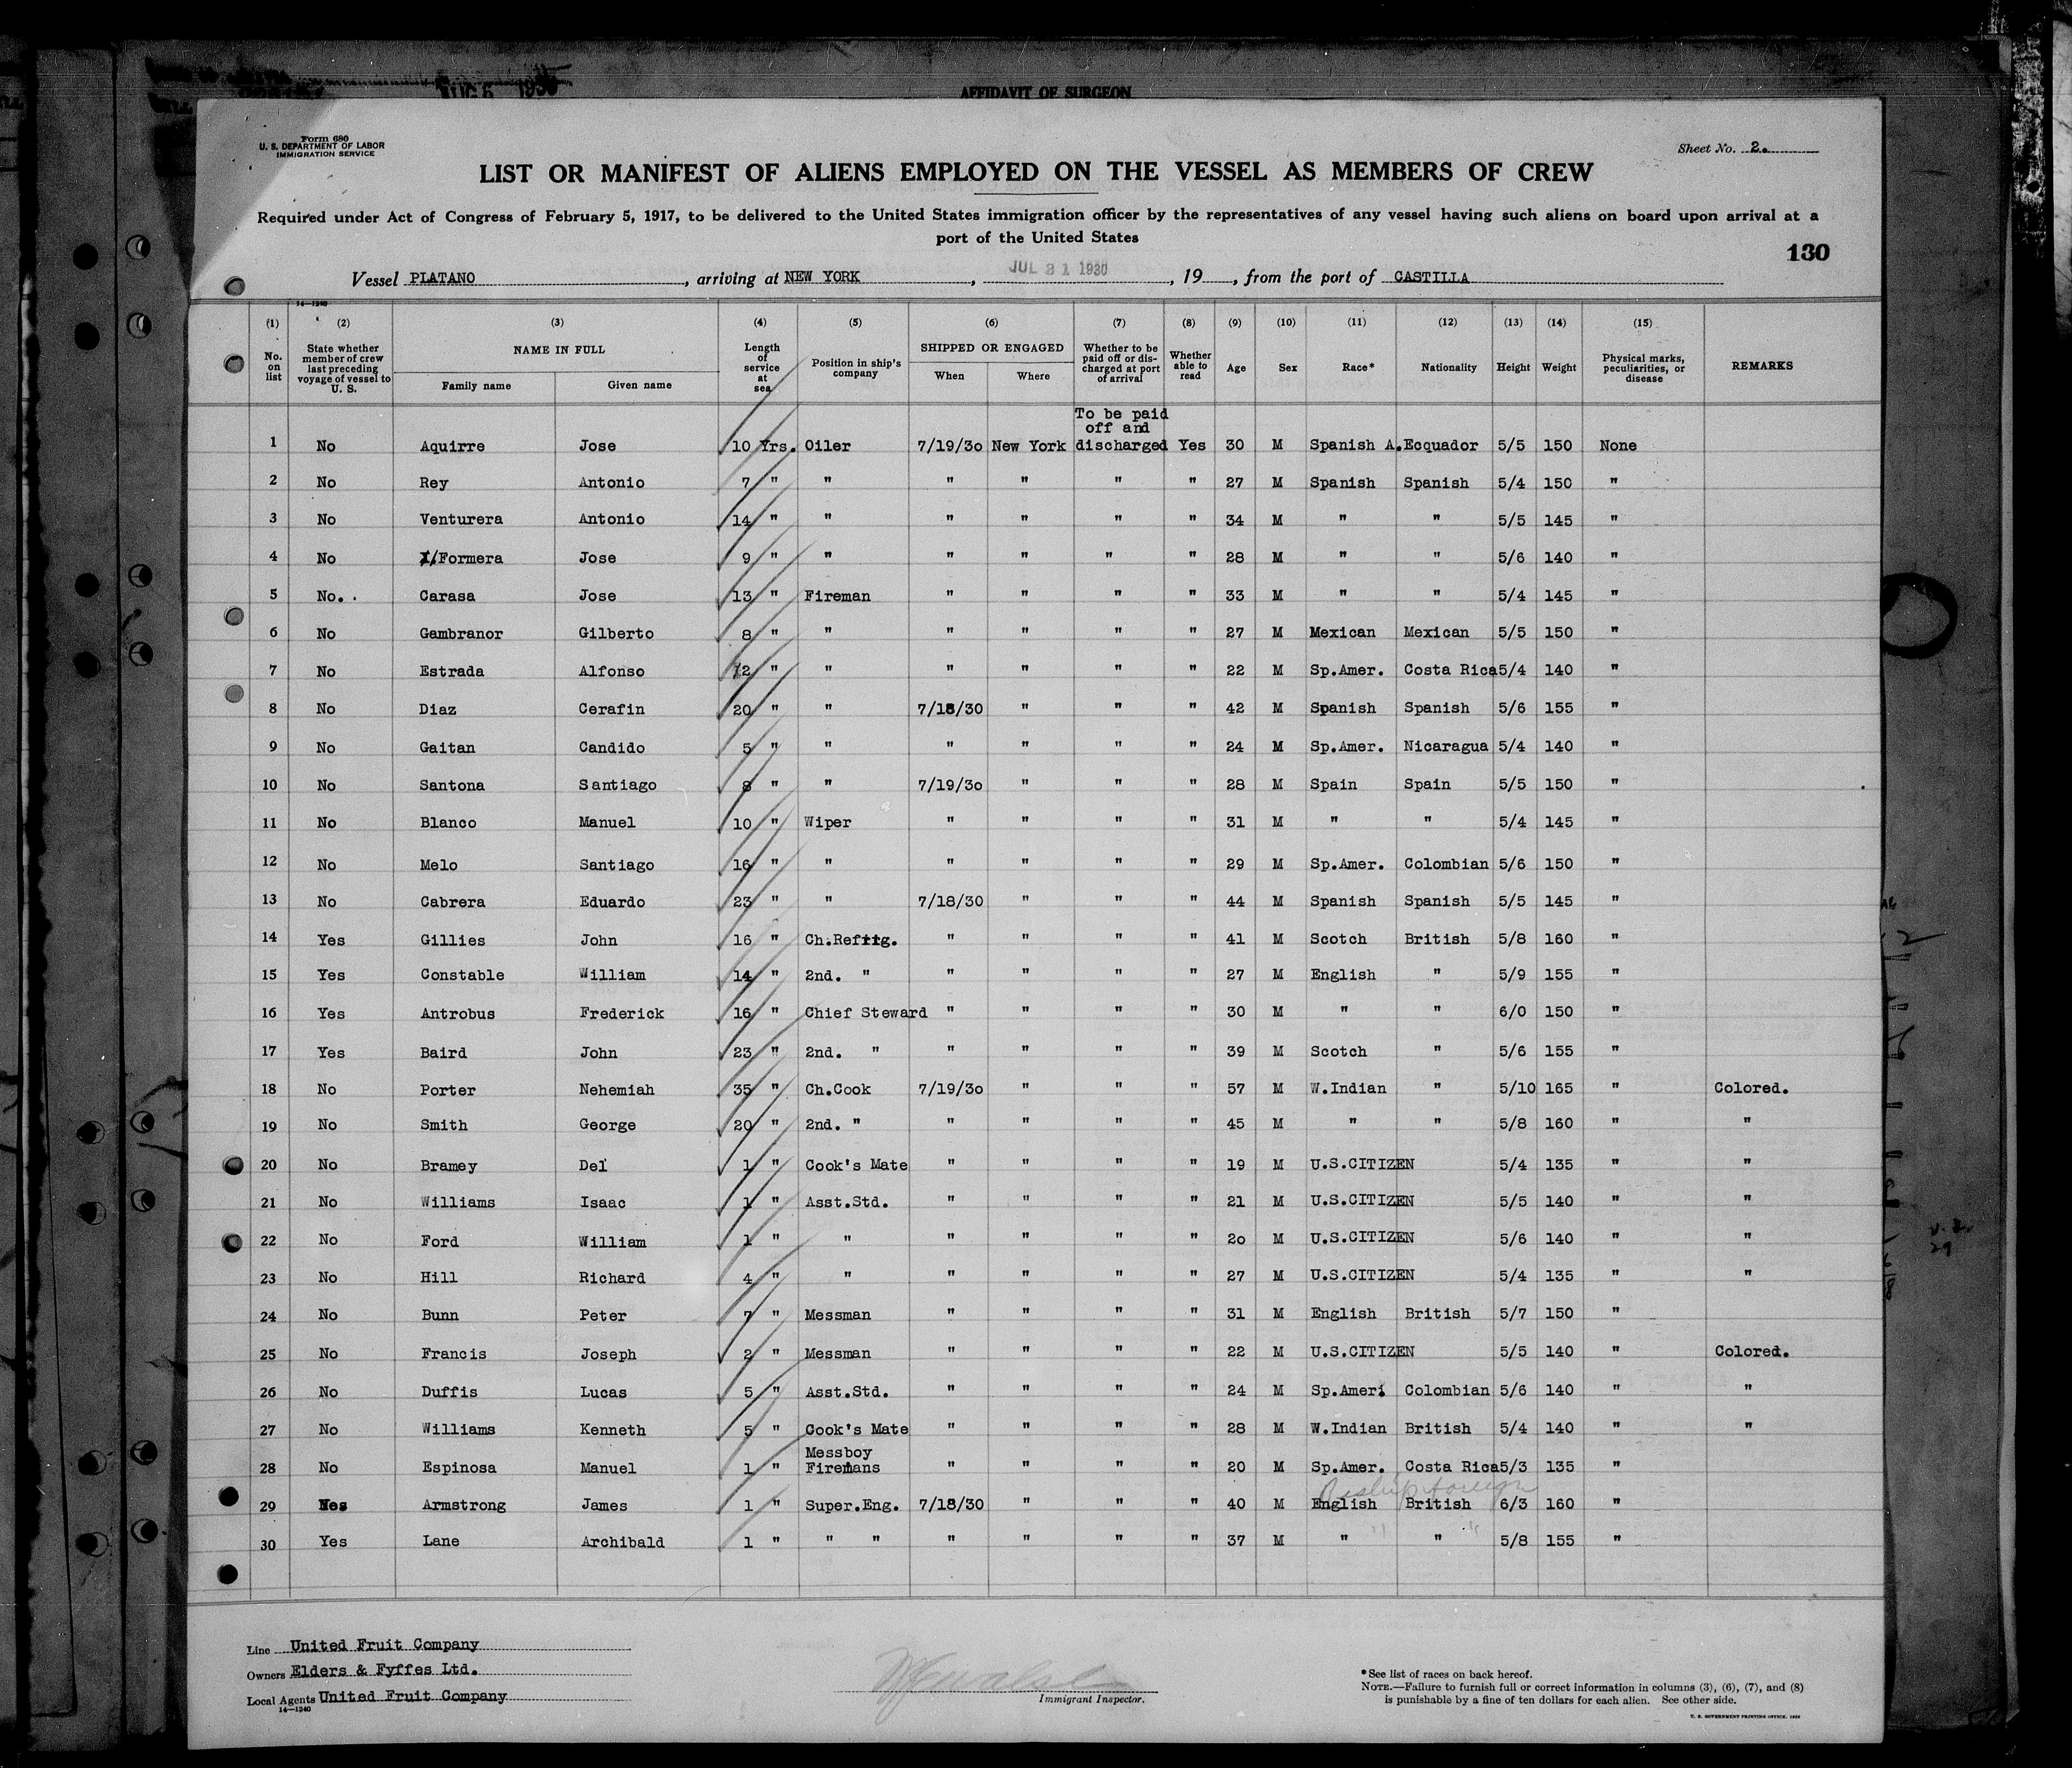 AUG 5 1930
AFFIDAVIT OF SURGEON
Form 680
U. S. DEPARTMENT OF LABOR
IMMIGRATION SERVICE
Sheet No. 2.
LIST OR MANIFEST OF ALIENS EMPLOYED ON THE VESSEL AS MEMBERS OF CREW
Required under Act of Congress of February 5, 1917, to be delivered to the United States immigration officer by the representatives of any vessel having such aliens on board upon arrival at a
port of the United States
130
Vessel PLATANO, arriving at NEW YORK, JUL 31 1930, 19, from the port of CASTILLA
14—1240
(1) (2) (3) (4) (5) (6) (7) (8) (9) (10) (11) (12) (13) (14) (15)
No. on list State whether member of crew last preceding voyage of vessel to U. S. NAME IN FULL Family name Given name Length of service at sea Position in ship's company SHIPPED OR ENGAGED When Where Whether to be paid off or discharged at port of arrival Whether able to read Age Sex Race* Nationality Height Weight Physical marks, peculiarities, or disease REMARKS
To be paid
off and
1 No Aquirre Jose 10 Yrs. Oiler 7/19/30 New York discharged Yes 30 M Spanish A. Ecquador 5/5 150 None
2 No Rey Antonio 7 " " " " " " 27 M Spanish Spanish 5/4 150 "
3 No Venturera Antonio 14 " " " " " " 34 M " " 5/5 145 "
4 No Formera Jose 9 " " " " " " 28 M " " 5/6 140 "
5 No. . Carasa Jose 13 " Fireman " " " " 33 M " " 5/4 145 "
6 No Gambranor Gilberto 8 " " " " " " 27 M Mexican Mexican 5/5 150 "
7 No Estrada Alfonso 12 " " " " " " 22 M Sp.Amer. Costa Rica 5/4 140 "
8 No Diaz Cerafin 20 " " 7/18/30 " " " 42 M Spanish Spanish 5/6 155 "
9 No Gaitan Candido 5 " " " " " " 24 M Sp.Amer. Nicaragua 5/4 140 "
10 No Santona Santiago 8 " " 7/19/30 " " " 28 M Spain Spain 5/5 150 "
11 No Blanco Manuel 10 " Wiper " " " " 31 M " " 5/4 145 "
12 No Melo Santiago 16 " " " " " " 29 M Sp.Amer. Colombian 5/6 150 "
13 No Cabrera Eduardo 23 " " 7/18/30 " " " 44 M Spanish Spanish 5/5 145 "
14 Yes Gillies John 16 " Ch.Refrig. " " " " 41 M Scotch British 5/8 160 "
15 Yes Constable William 14 " 2nd. " " " " " 27 M English " 5/9 155 "
16 Yes Antrobus Frederick 16 " Chief Steward " " " " 30 M " " 6/0 150 "
17 Yes Baird John 23 " 2nd. " " " " " 39 M Scotch " 5/6 155 "
18 No Porter Nehemiah 35 " Ch.Cook 7/19/30 " " " 57 M W.Indian " 5/10 165 " Colored.
19 No Smith George 20 " 2nd. " " " " " 45 M " " 5/8 160 " "
20 No Bramey Del 1 " Cook's Mate " " " " 19 M U.S.CITIZEN 5/4 135 " "
21 No Williams Isaac 1 " Asst.Std. " " " " 21 M U.S.CITIZEN 5/5 140 " "
22 No Ford William 1 " " " " " " 20 M U.S.CITIZEN 5/6 140 " "
23 No Hill Richard 4 " " " " " " 27 M U.S.CITIZEN 5/4 135 " "
24 No Bunn Peter 7 " Messman " " " " 31 M English British 5/7 150 "
25 No Francis Joseph 2 " Messman " " " " 22 M U.S.CITIZEN 5/5 140 " Colored.
26 No Duffis Lucas 5 " Asst.Std. " " " " 24 M Sp.Amer. Colombian 5/6 140 " "
27 No Williams Kenneth 5 " Cook's Mate " " " " 28 M W.Indian British 5/4 140 " "
Messboy
28 No Espinosa Manuel 1 " Firemans " " " " 20 M Sp.Amer. Costa Rica 5/3 135 "
29 Yes Armstrong James 1 " Super.Eng. 7/18/30 " " " 40 M English British 6/3 160 "
30 Yes Lane Archibald 1 " " " " " " " 37 M " " 5/8 155 "
Line United Fruit Company
Owners Elders & Fyffes Ltd.
Local Agents United Fruit Company
14—1240
Immigrant Inspector.
*See list of races on back hereof.
NOTE.—Failure to furnish full or correct information in columns (3), (6), (7), and (8)
is punishable by a fine of ten dollars for each alien. See other side.
U. S. GOVERNMENT PRINTING OFFICE. 1929